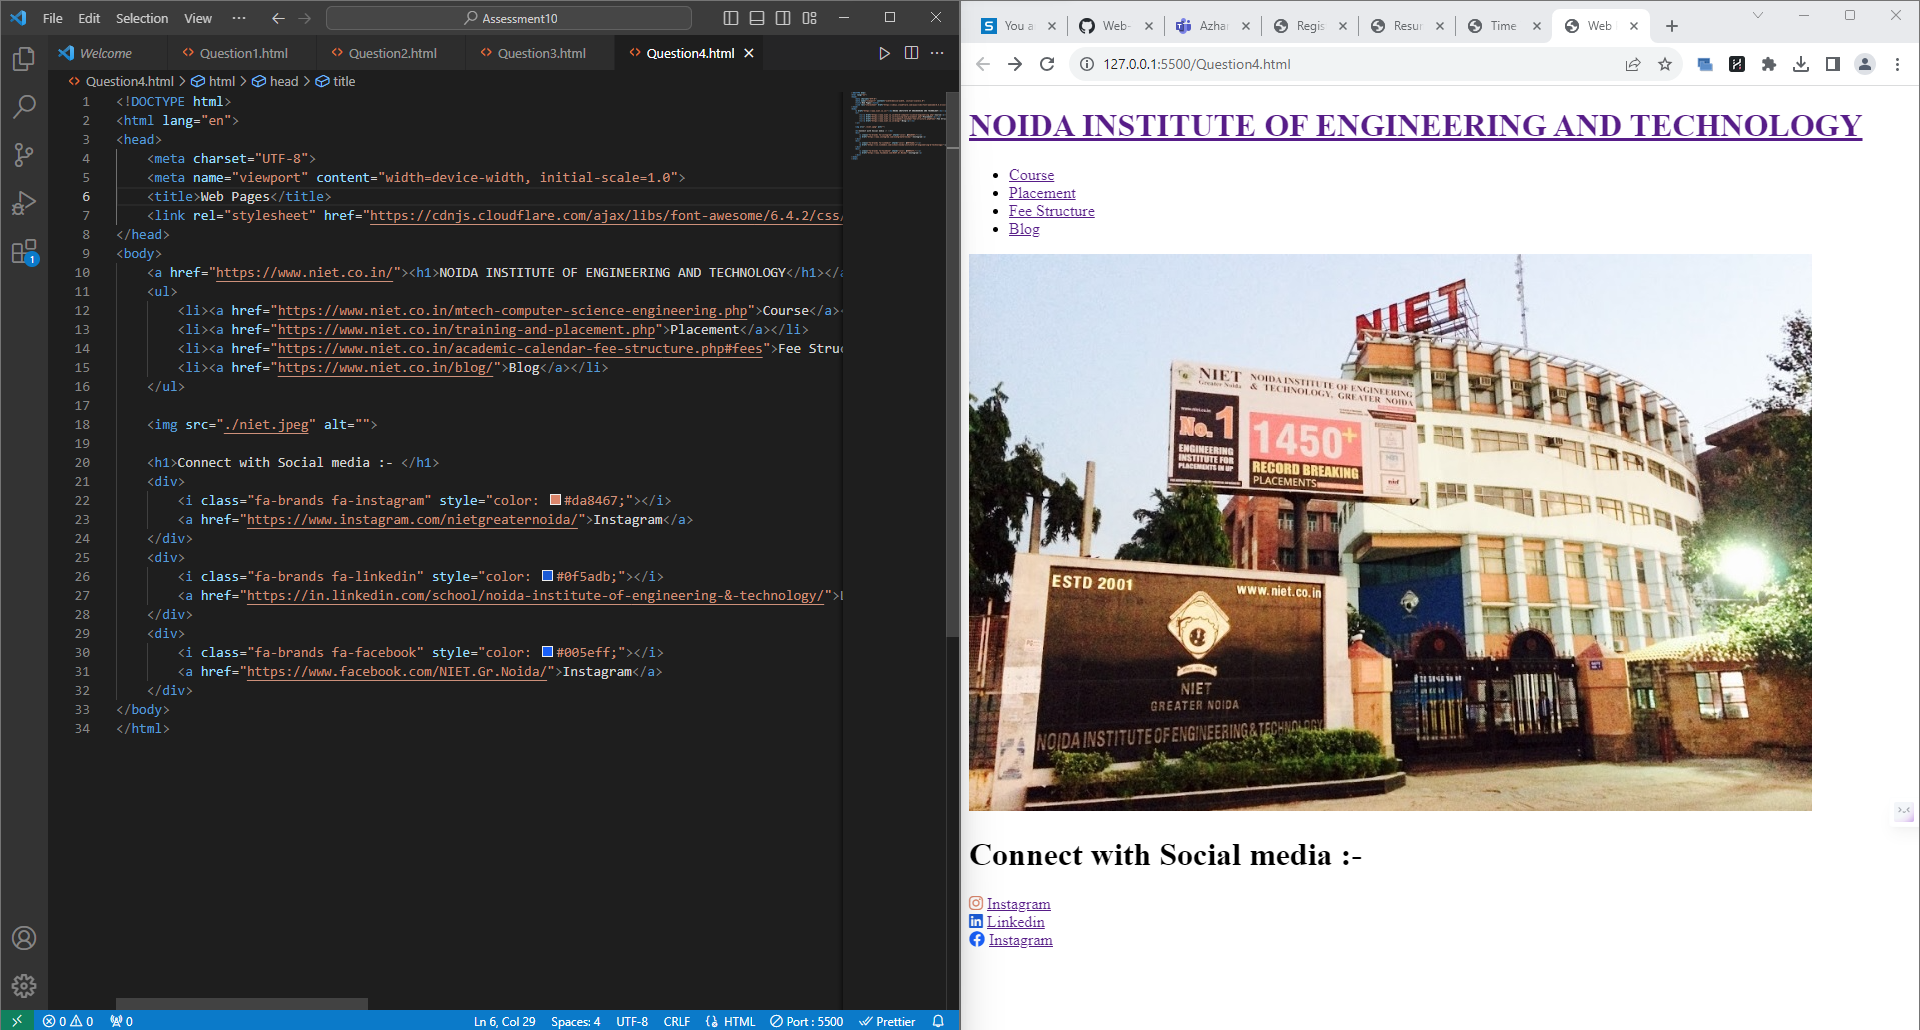 File Edit Selection View ··· Assessment10
Welcome Question1.html Question2.html Question3.html Question4.html
Question4.html > html > head > title
1 <!DOCTYPE html>
2 <html lang="en">
3 <head>
4 <meta charset="UTF-8">
5 <meta name="viewport" content="width=device-width, initial-scale=1.0">
6 <title>Web Pages</title>
7 <link rel="stylesheet" href="https://cdnjs.cloudflare.com/ajax/libs/font-awesome/6.4.2/css/
8 </head>
9 <body>
10 <a href="https://www.niet.co.in/"><h1>NOIDA INSTITUTE OF ENGINEERING AND TECHNOLOGY</h1></a
11 <ul>
12 <li><a href="https://www.niet.co.in/mtech-computer-science-engineering.php">Course</a><
13 <li><a href="https://www.niet.co.in/training-and-placement.php">Placement</a></li>
14 <li><a href="https://www.niet.co.in/academic-calendar-fee-structure.php#fees">Fee Struc
15 <li><a href="https://www.niet.co.in/blog/">Blog</a></li>
16 </ul>
17
18 <img src="./niet.jpeg" alt="">
19
20 <h1>Connect with Social media :- </h1>
21 <div>
22 <i class="fa-brands fa-instagram" style="color: #da8467;"></i>
23 <a href="https://www.instagram.com/nietgreaternoida/">Instagram</a>
24 </div>
25 <div>
26 <i class="fa-brands fa-linkedin" style="color: #0f5adb;"></i>
27 <a href="https://in.linkedin.com/school/noida-institute-of-engineering-&-technology/">L
28 </div>
29 <div>
30 <i class="fa-brands fa-facebook" style="color: #005eff;"></i>
31 <a href="https://www.facebook.com/NIET.Gr.Noida/">Instagram</a>
32 </div>
33 </body>
34 </html>
1
0 0 0 Ln 6, Col 29 Spaces: 4 UTF-8 CRLF HTML Port : 5500 Prettier
You a Web- Azhar Regis Resur Time Web
127.0.0.1:5500/Question4.html
NOIDA INSTITUTE OF ENGINEERING AND TECHNOLOGY
Course
Placement
Fee Structure
Blog
NIET
NIET
Greater Noida
NOIDA INSTITUTE OF ENGINEERING
& TECHNOLOGY, GREATER NOIDA
www.niet.co.in
No. 1
ENGINEERING
INSTITUTE FOR
PLACEMENTS IN UP
1450+
RECORD BREAKING
PLACEMENTS
ESTD 2001
www.niet.co.in
NIET
GREATER NOIDA
NOIDA INSTITUTE OF ENGINEERING & TECHNOLOGY
Connect with Social media :-
Instagram
Linkedin
Instagram